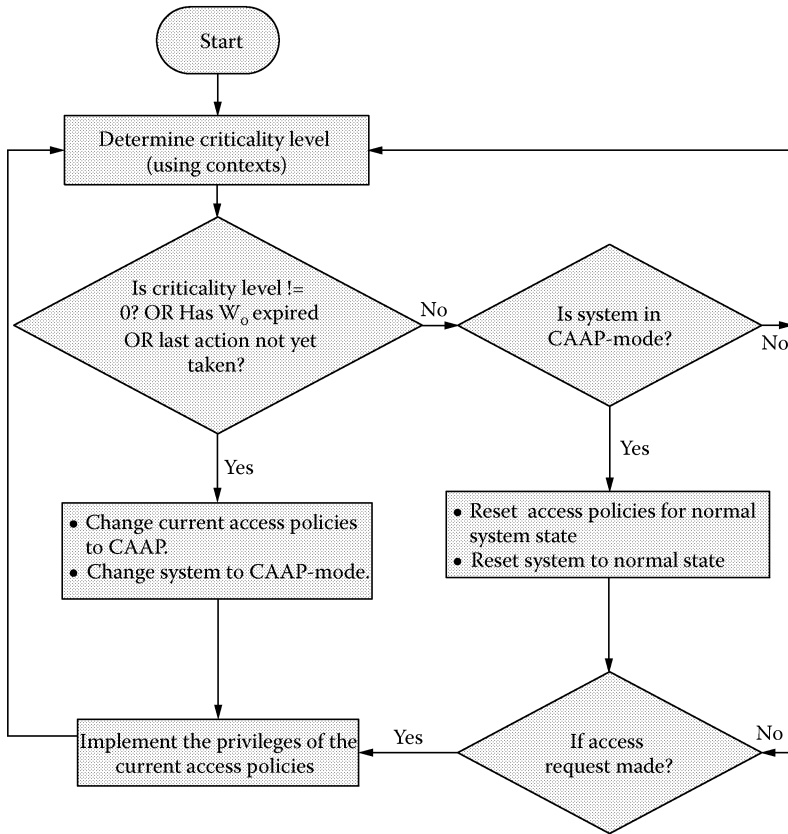 Start
Determine criticality level
(using contexts)
Is criticality level !=
0? OR Has Wo expired
OR last action not yet
taken?
No
Is system in
CAAP-mode?
No
Yes
Yes
• Change current access policies
to CAAP.
• Change system to CAAP-mode.
• Reset access policies for normal
system state
• Reset system to normal state
Implement the privileges of the
current access policies
Yes
If access
request made?
No